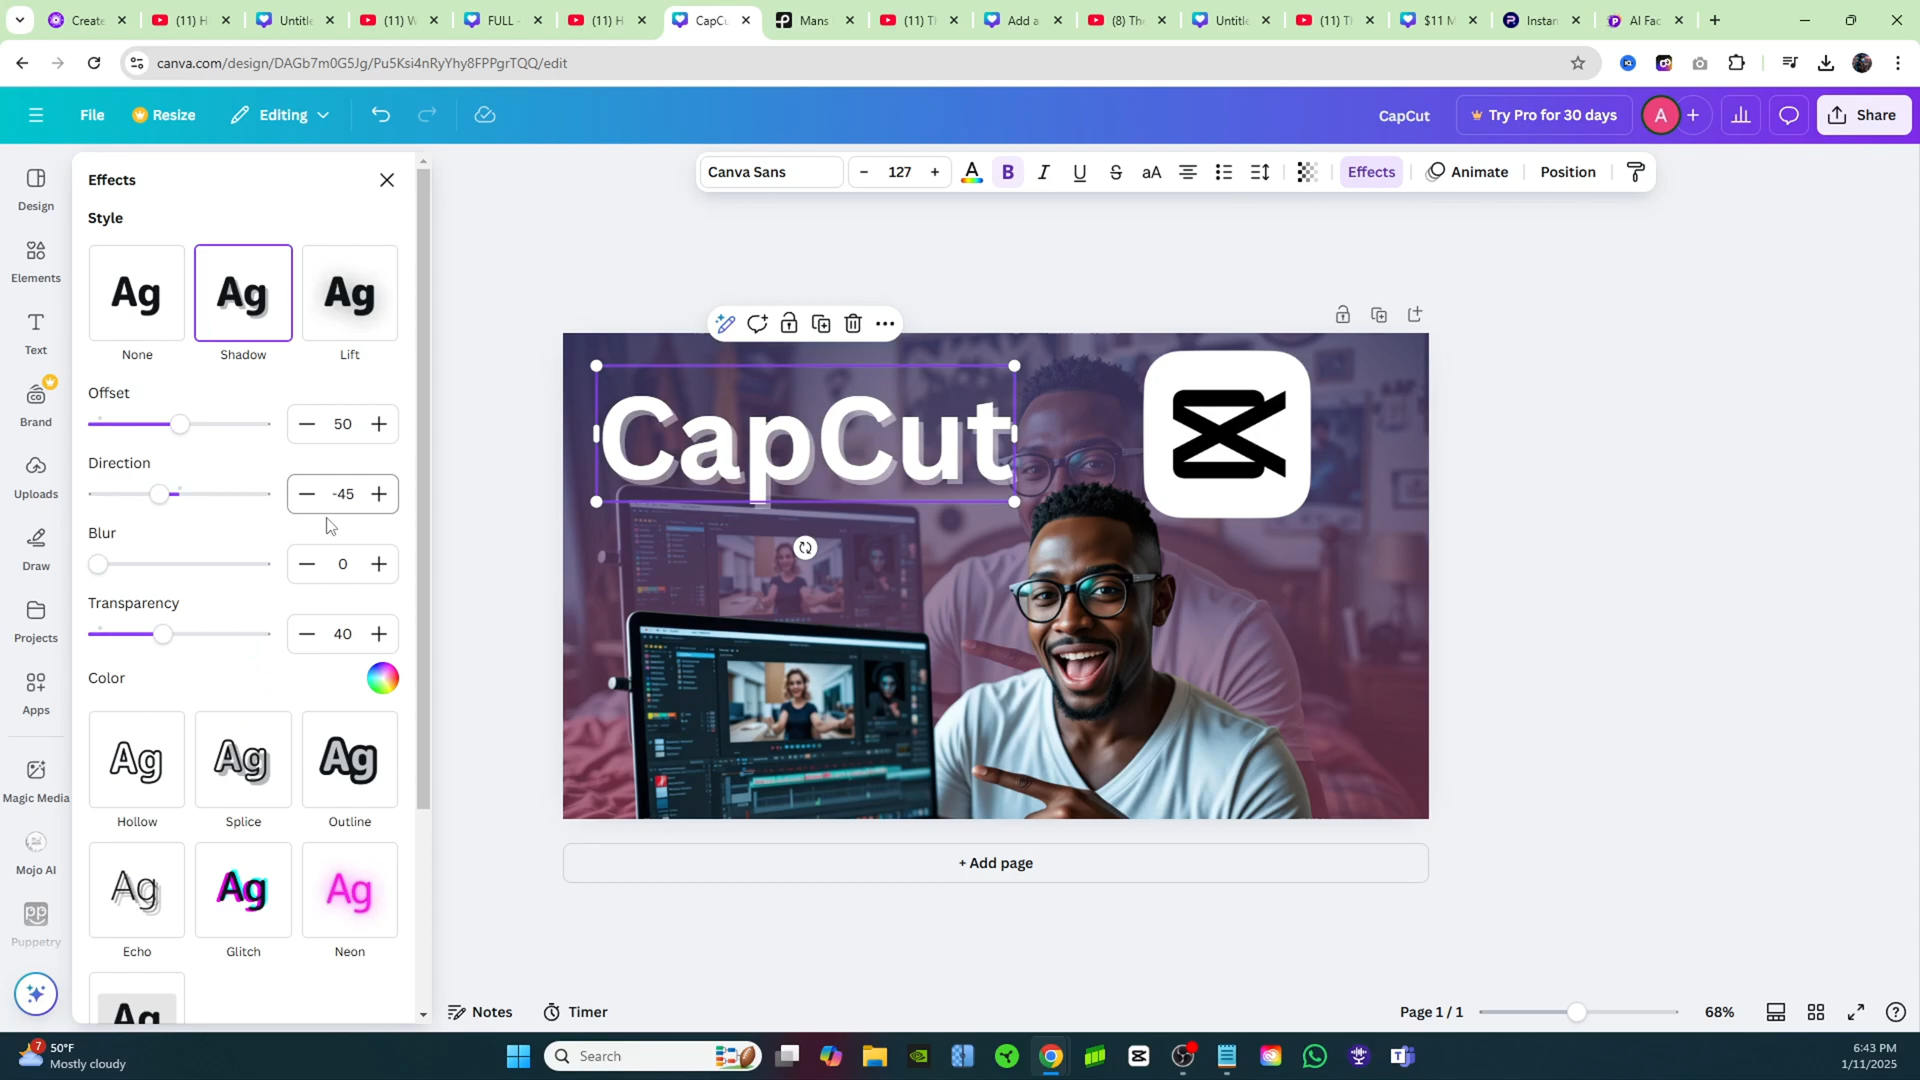 Create
(11) H
Untitle
(11) W
FULL -
(11) H
CapCu
Mans
(11) Th
Add a
(8) The
Untitle
(11) Th
$11 M
Instan
AI Fac
canva.com/design/DAGb7m0G5Jg/Pu5Ksi4nRyYhy8FPPgrTQQ/edit
File
Resize
Editing
CapCut
Try Pro for 30 days
A
Share
Design
Elements
Text
Brand
Uploads
Draw
Projects
Apps
Magic Media
Mojo AI
Puppetry
Effects
Style
Ag
Ag
Ag
None
Shadow
Lift
Offset
50
Direction
-45
Blur
0
Transparency
40
Color
Ag
Ag
Ag
Hollow
Splice
Outline
Ag
Ag
Ag
Echo
Glitch
Neon
Ag
Canva Sans
127
A
B
I
U
S
aA
Effects
Animate
Position
CapCut
+ Add page
Notes
Timer
Page 1 / 1
68%
7
50°F
Mostly cloudy
Search
6:43 PM
1/11/2025